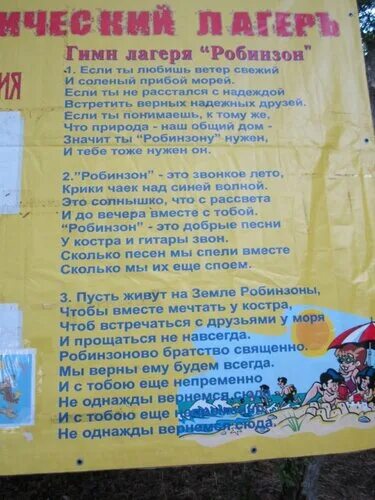 ИЧЕСКИЙ ЛАГЕРЬ
Гимн лагеря "Робинзон"
ИЯ
1. Если ты любишь ветер свежий
И соленый прибой морей.
Если ты не расстался с надеждой
Встретить верных надежных друзей.
Если ты понимаешь, к тому же,
Что природа - наш общий дом -
Значит ты "Робинзону" нужен,
И тебе тоже нужен он.
2."Робинзон" - это звонкое лето,
Крики чаек над синей волной.
Это солнышко, что с рассвета
И до вечера вместе с тобой.
"Робинзон" - это добрые песни
У костра и гитары звон.
Сколько песен мы спели вместе
Сколько мы их еще споем.
3. Пусть живут на Земле Робинзоны,
Чтобы вместе мечтать у костра,
Чтоб встречаться с друзьями у моря
И прощаться не навсегда.
Робинзоново братство священно.
Мы верны ему будем всегда.
И с тобою еще непременно
Не однажды вернемся сюда.
И с тобою еще
Не однажды вернемся сюда.